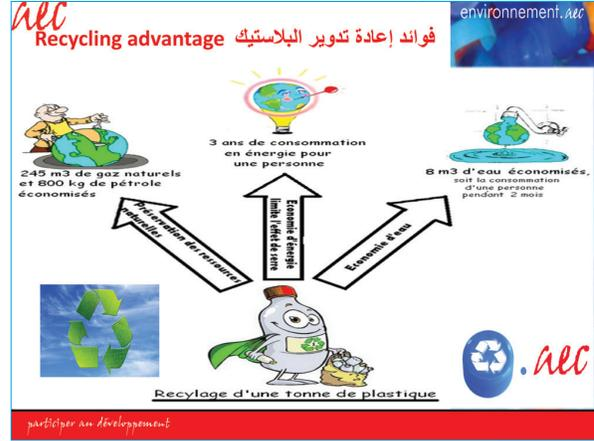 aec
environnement.aec
Recycling advantage فوائد إعادة تدوير البلاستيك
3 ans de consommation
en énergie pour
une personne
245 m3 de gaz naturels
et 800 kg de pétrole
économisés
8 m3 d'eau économisés,
soit la consommation
d'une personne
pendant 2 mois
Préservation des ressources
naturelles
Economie d'énergie
limite l'effet de serre
Economie d'eau
.aec
Recylage d'une tonne de plastique
participer au développement